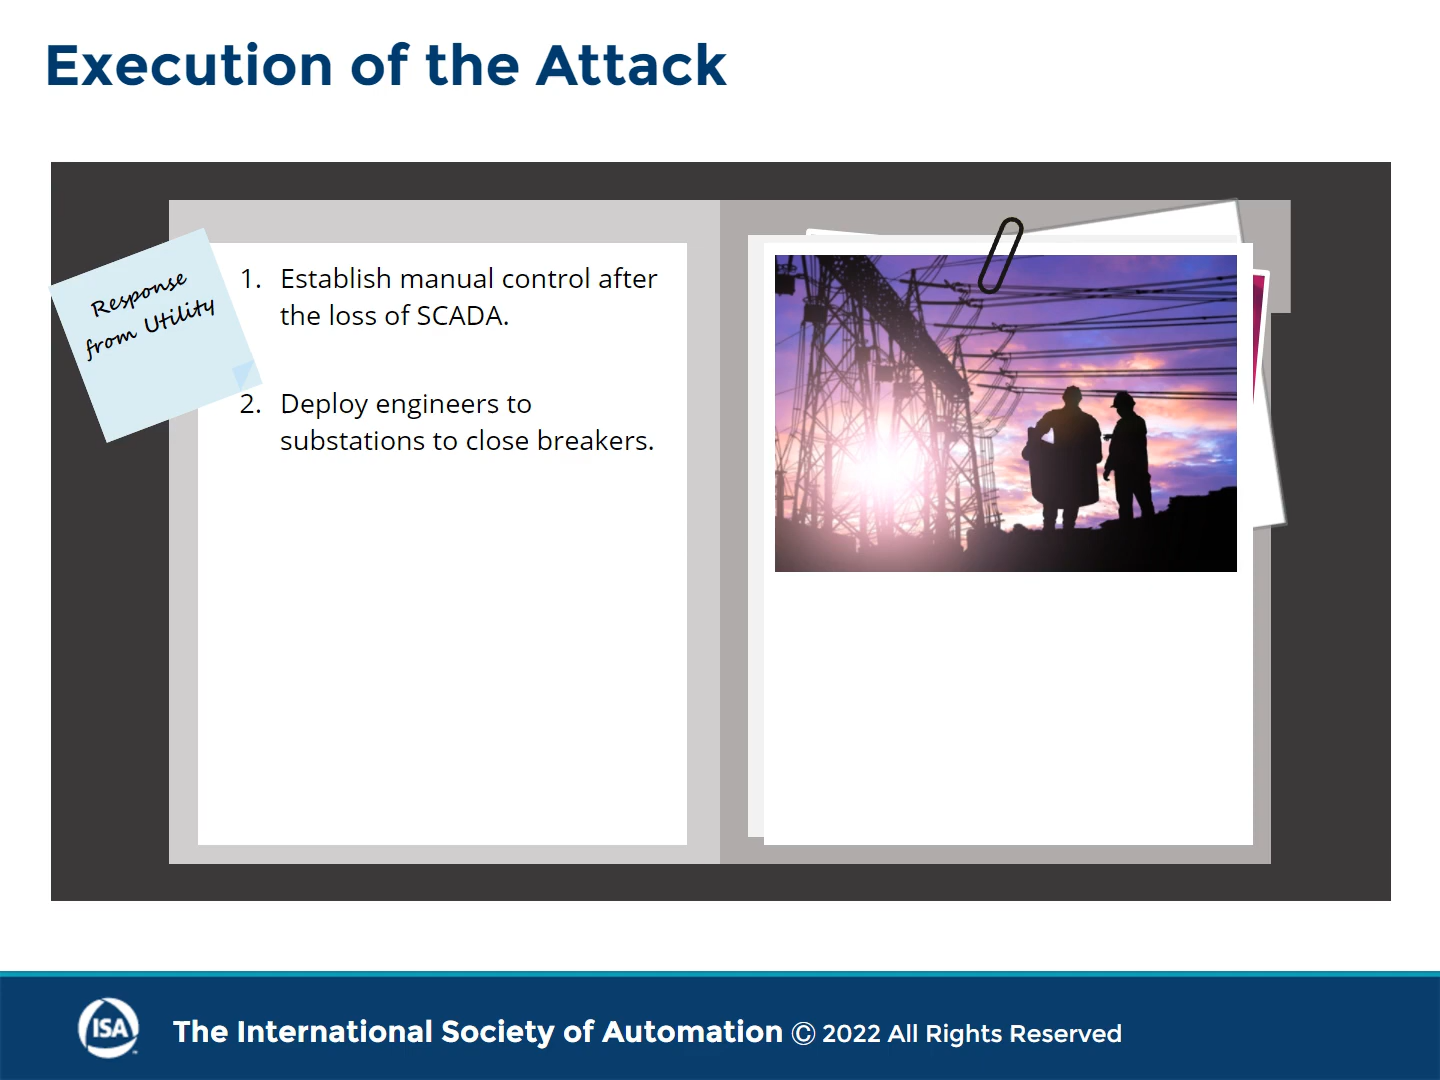 Execution of the Attack
Response
from Utility
1. Establish manual control after
the loss of SCADA.
2. Deploy engineers to
substations to close breakers.
ISA
The International Society of Automation © 2022 All Rights Reserved